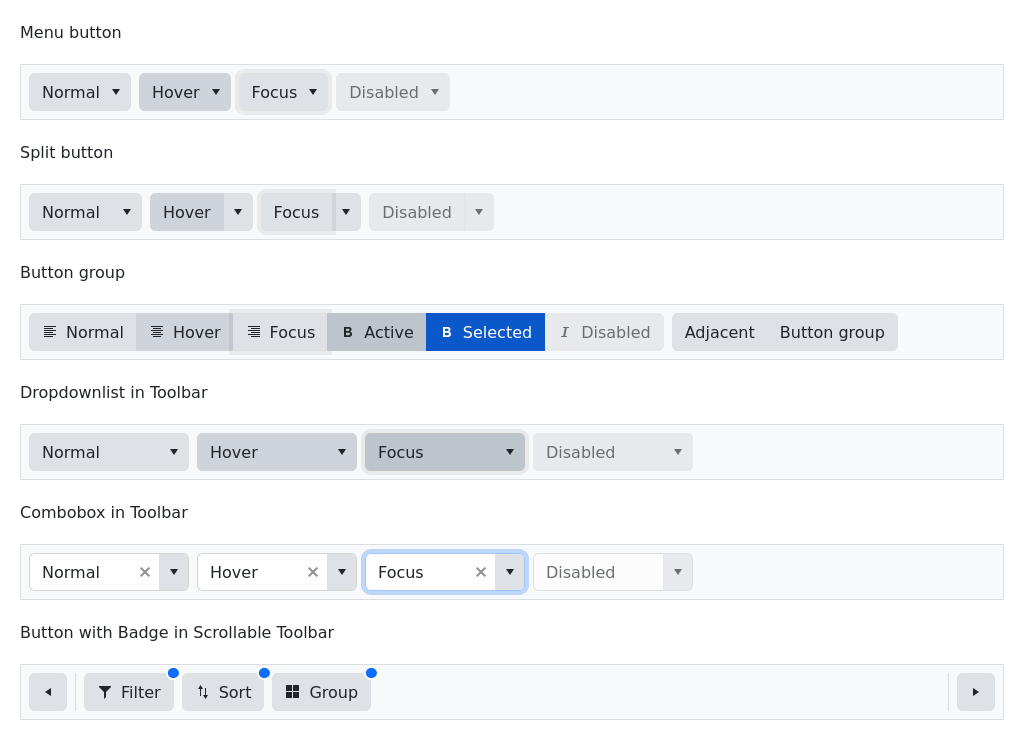 Menu button
Normal Hover Focus Disabled
Split button
Normal Hover Focus Disabled
Button group
Normal Hover Focus B Active B Selected I Disabled Adjacent Button group
Dropdownlist in Toolbar
Normal Hover Focus Disabled
Combobox in Toolbar
Normal Hover Focus Disabled
Button with Badge in Scrollable Toolbar
Filter Sort Group